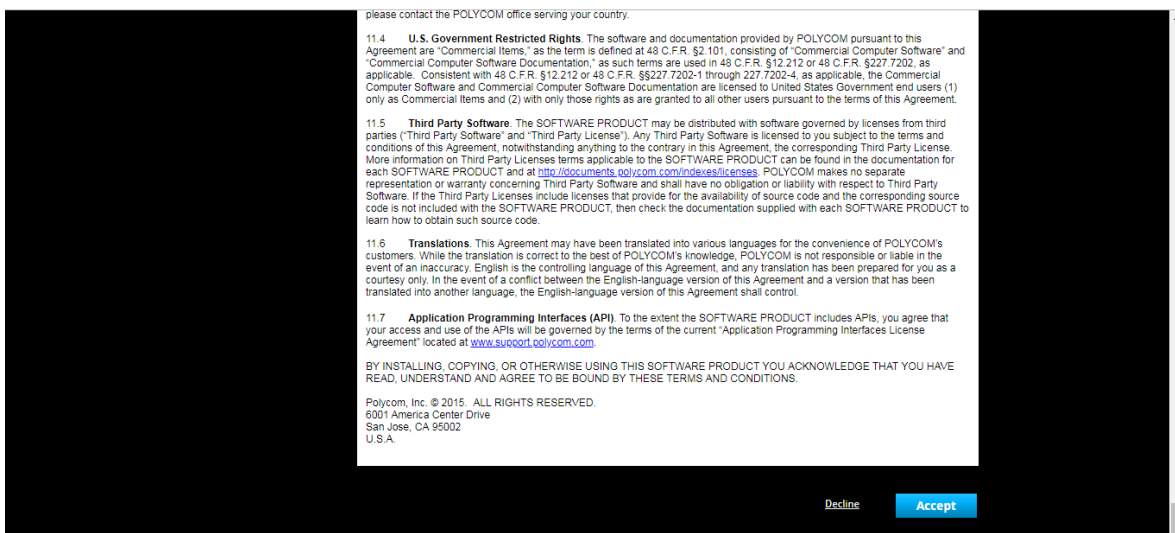 please contact the POLYCOM office serving your country.
11.4 U.S. Government Restricted Rights. The software and documentation provided by POLYCOM pursuant to this
Agreement are “Commercial Items,” as the term is defined at 48 C.F.R. §2.101, consisting of “Commercial Computer Software” and
“Commercial Computer Software Documentation,” as such terms are used in 48 C.F.R. §12.212 or 48 C.F.R. §227.7202, as
applicable. Consistent with 48 C.F.R. §12.212 or 48 C.F.R. §§227.7202-1 through 227.7202-4, as applicable, the Commercial
Computer Software and Commercial Computer Software Documentation are licensed to United States Government end users (1)
only as Commercial Items and (2) with only those rights as are granted to all other users pursuant to the terms of this Agreement.
11.5 Third Party Software. The SOFTWARE PRODUCT may be distributed with software governed by licenses from third
parties (“Third Party Software” and “Third Party License”). Any Third Party Software is licensed to you subject to the terms and
conditions of this Agreement, notwithstanding anything to the contrary in this Agreement, the corresponding Third Party License.
More information on Third Party Licenses terms applicable to the SOFTWARE PRODUCT can be found in the documentation for
each SOFTWARE PRODUCT and at http://documents.polycom.com/indexes/licenses. POLYCOM makes no separate
representation or warranty concerning Third Party Software and shall have no obligation or liability with respect to Third Party
Software. If the Third Party Licenses include licenses that provide for the availability of source code and the corresponding source
code is not included with the SOFTWARE PRODUCT, then check the documentation supplied with each SOFTWARE PRODUCT to
learn how to obtain such source code.
11.6 Translations. This Agreement may have been translated into various languages for the convenience of POLYCOM’s
customers. While the translation is correct to the best of POLYCOM’s knowledge, POLYCOM is not responsible or liable in the
event of an inaccuracy. English is the controlling language of this Agreement, and any translation has been prepared for you as a
courtesy only. In the event of a conflict between the English-language version of this Agreement and a version that has been
translated into another language, the English-language version of this Agreement shall control.
11.7 Application Programming Interfaces (API). To the extent the SOFTWARE PRODUCT includes APIs, you agree that
your access and use of the APIs will be governed by the terms of the current “Application Programming Interfaces License
Agreement” located at www.support.polycom.com.
BY INSTALLING, COPYING, OR OTHERWISE USING THIS SOFTWARE PRODUCT YOU ACKNOWLEDGE THAT YOU HAVE
READ, UNDERSTAND AND AGREE TO BE BOUND BY THESE TERMS AND CONDITIONS.
Polycom, Inc. © 2015. ALL RIGHTS RESERVED.
6001 America Center Drive
San Jose, CA 95002
U.S.A.
Decline
Accept